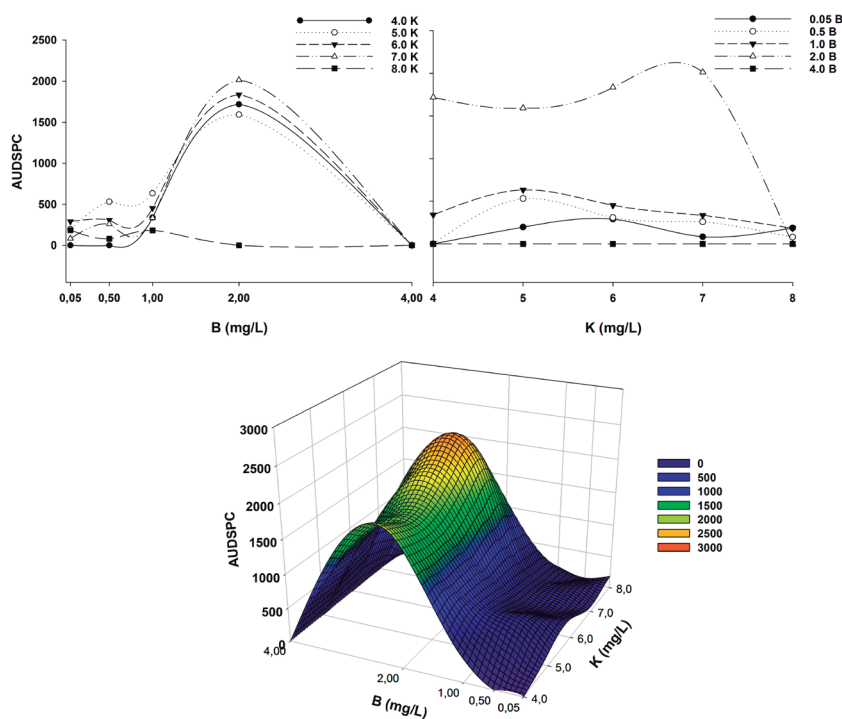 4.0 K
5.0 K
6.0 K
7.0 K
8.0 K
2500
2000
1500
1000
500
0
AUDSPC
0,05
0,50
1,00
2,00
4,00
B (mg/L)
0.05 B
0.5 B
1.0 B
2.0 B
4.0 B
4
5
6
7
8
K (mg/L)
3000
2500
2000
1500
1000
500
0
AUDSPC
4,00
2,00
1,00
0,50
0,05
B (mg/L)
4,0
5,0
6,0
7,0
8,0
K (mg/L)
0
500
1000
1500
2000
2500
3000